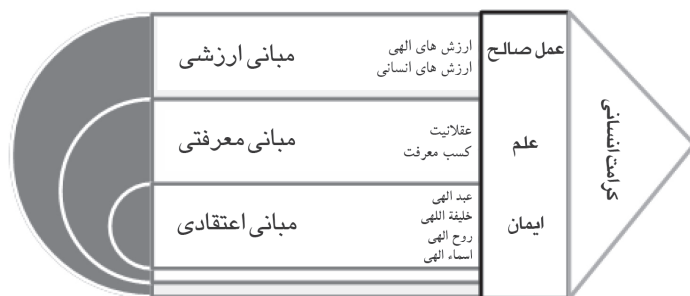 عمل صالح
ارزش های الهی
ارزش های انسانی
مبانی ارزشی
کرامت انسانی
علم
عقلانیت
کسب معرفت
مبانی معرفتی
ایمان
عبد الهی
خلیفة اللهی
روح الهی
اسماء الهی
مبانی اعتقادی